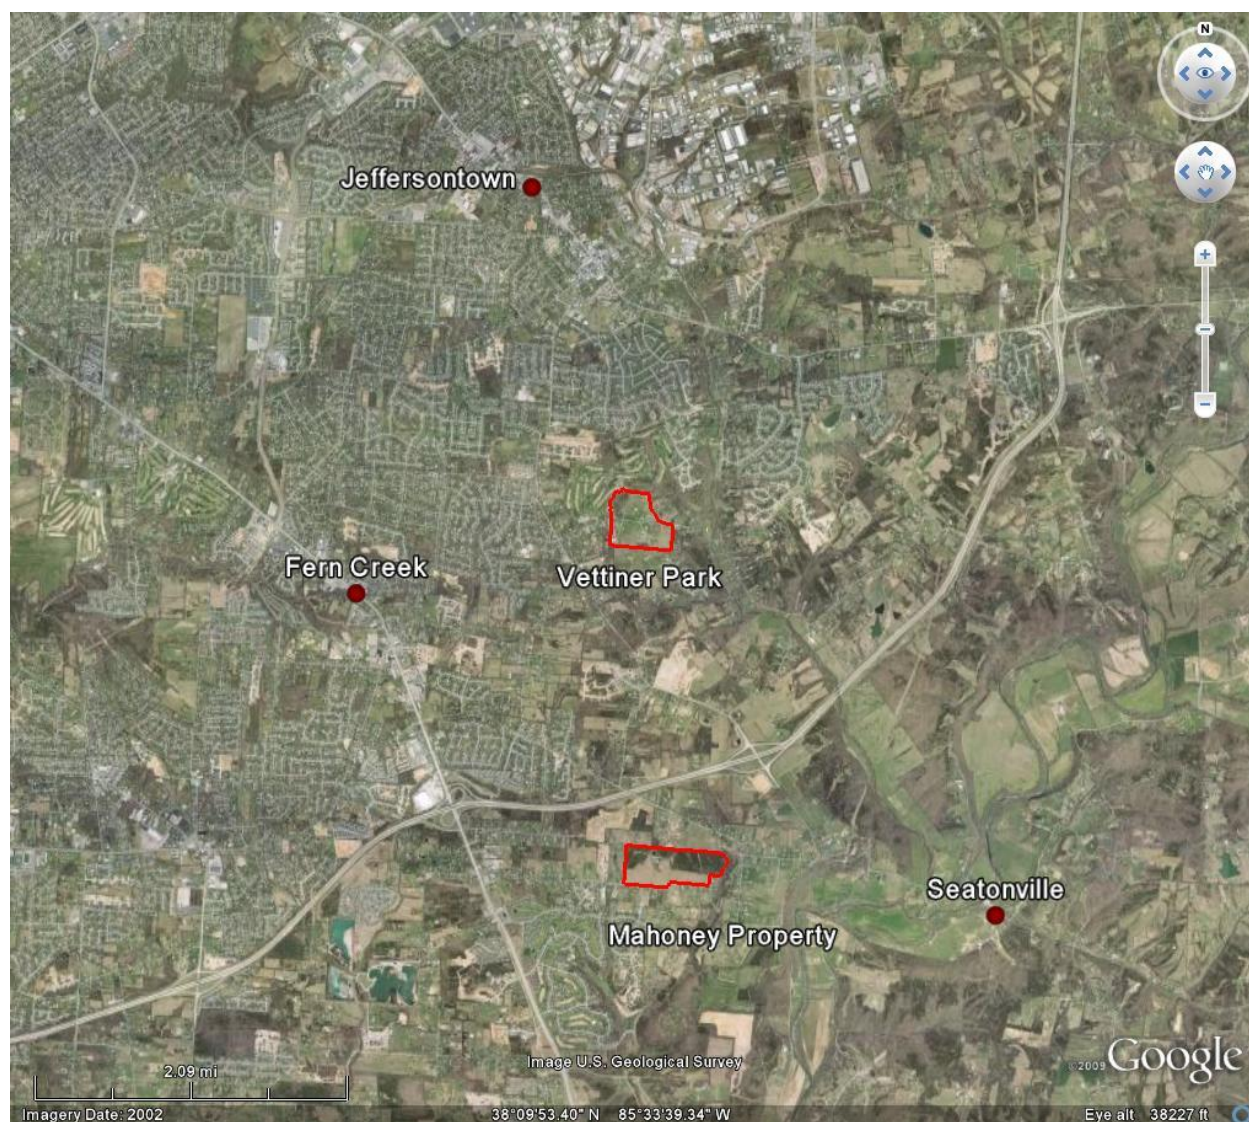 N
Jeffersontown
Fern Creek
Vettiner Park
Seatonville
Mahoney Property
Image U.S. Geological Survey
©2009 Google
2.09 mi
Imagery Date: 2002 38°09'53.40" N 85°33'39.34" W Eye alt 38227 ft